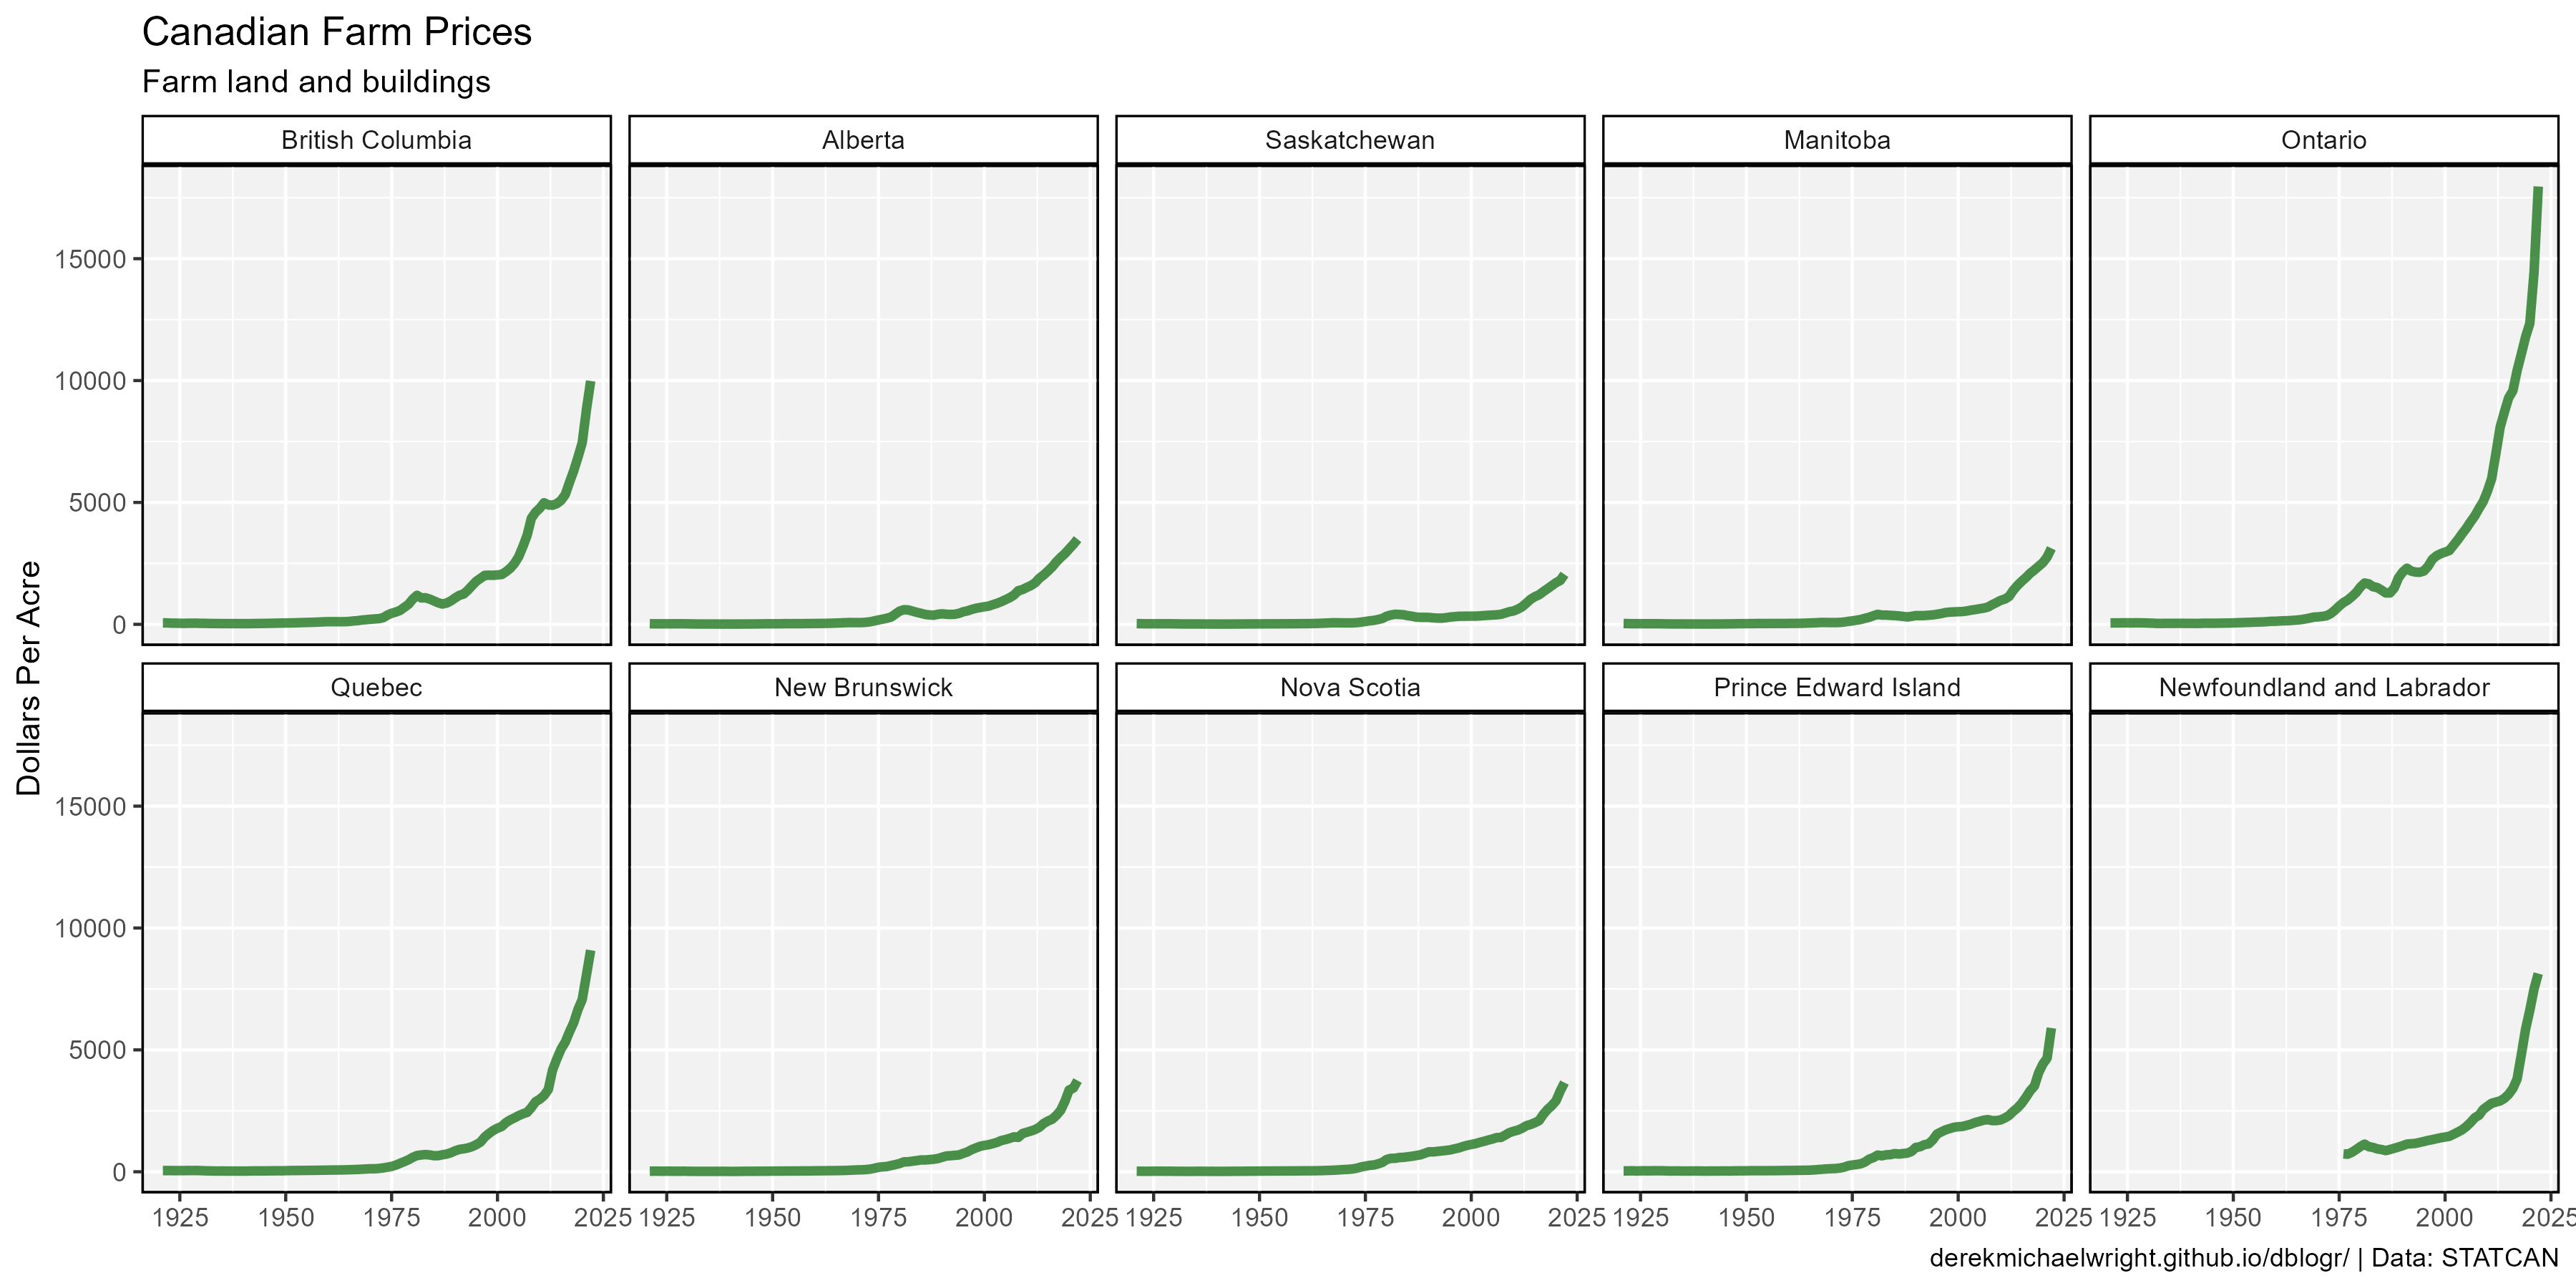 Canadian Farm Prices
Farm land and buildings
British Columbia
Alberta
Saskatchewan
Manitoba
Ontario
15000
10000
5000
0
Dollars Per Acre
Quebec
New Brunswick
Nova Scotia
Prince Edward Island
Newfoundland and Labrador
15000
10000
5000
0
1925 1950 1975 2000 2025 1925 1950 1975 2000 2025 1925 1950 1975 2000 2025 1925 1950 1975 2000 2025 1925 1950 1975 2000 2025
derekmichaelwright.github.io/dblogr/ | Data: STATCAN